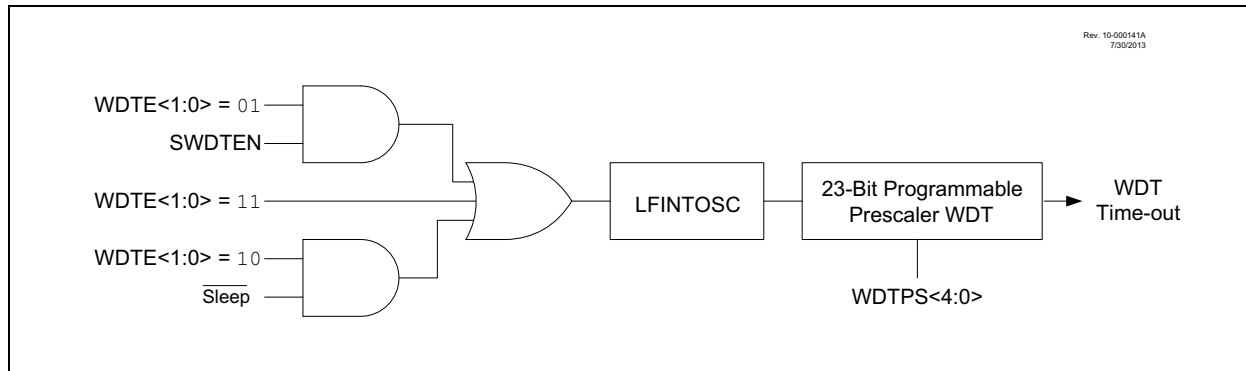 Rev. 10-000141A
7/30/2013
WDTE<1:0> = 01
SWDTEN
WDTE<1:0> = 11
WDTE<1:0> = 10
Sleep
LFINTOSC
23-Bit Programmable
Prescaler WDT
WDT
Time-out
WDTPS<4:0>